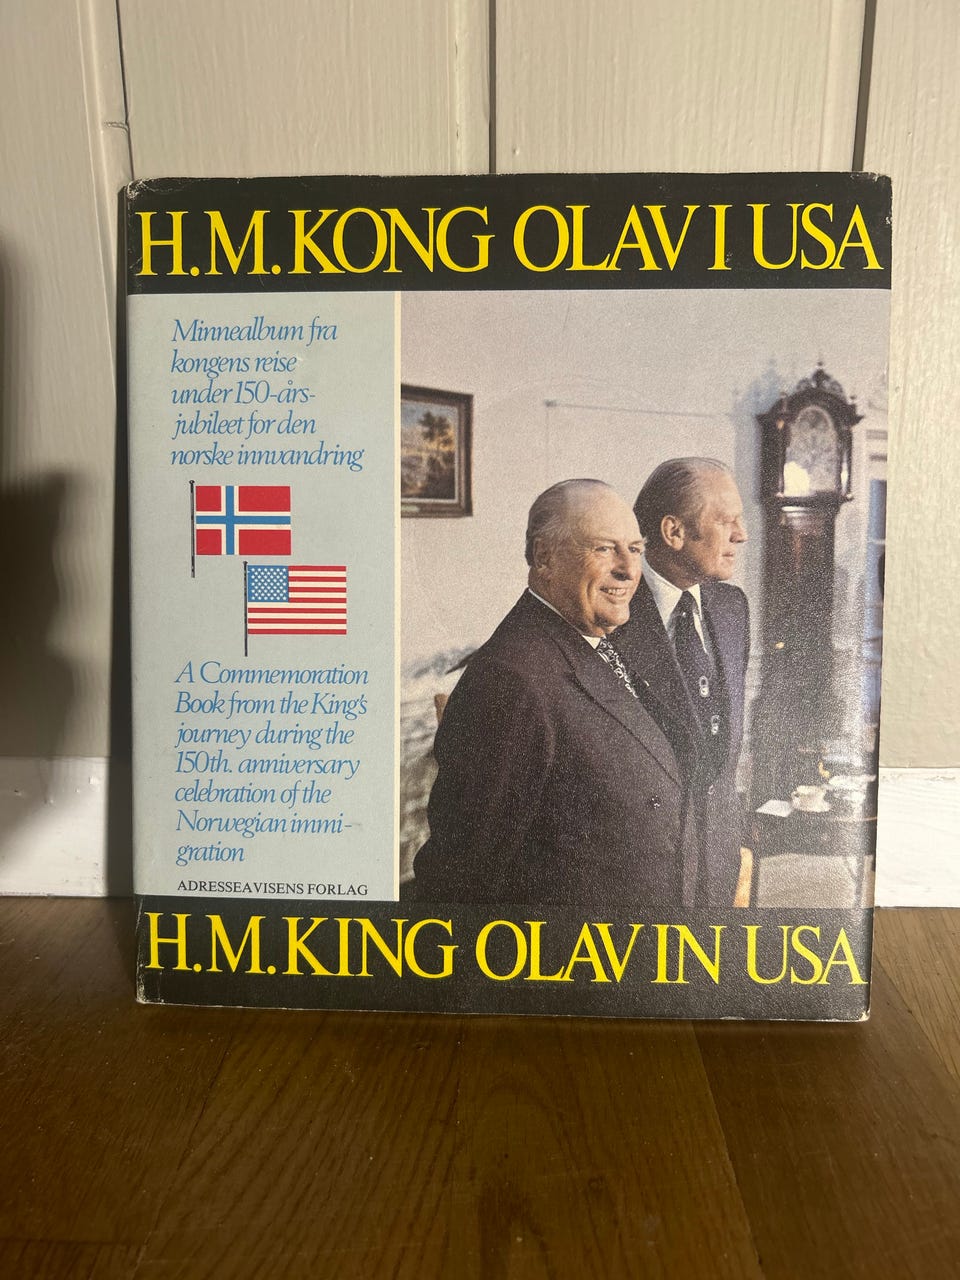 H.M. KONG OLAV I USA
Minnealbum fra
kongens reise
under 150-års-
jubileet for den
norske innvandring
A Commemoration
Book from the King's
journey during the
150th. anniversary
celebration of the
Norwegian immi-
gration
ADRESSEAVISENS FORLAG
H.M. KING OLAV IN USA